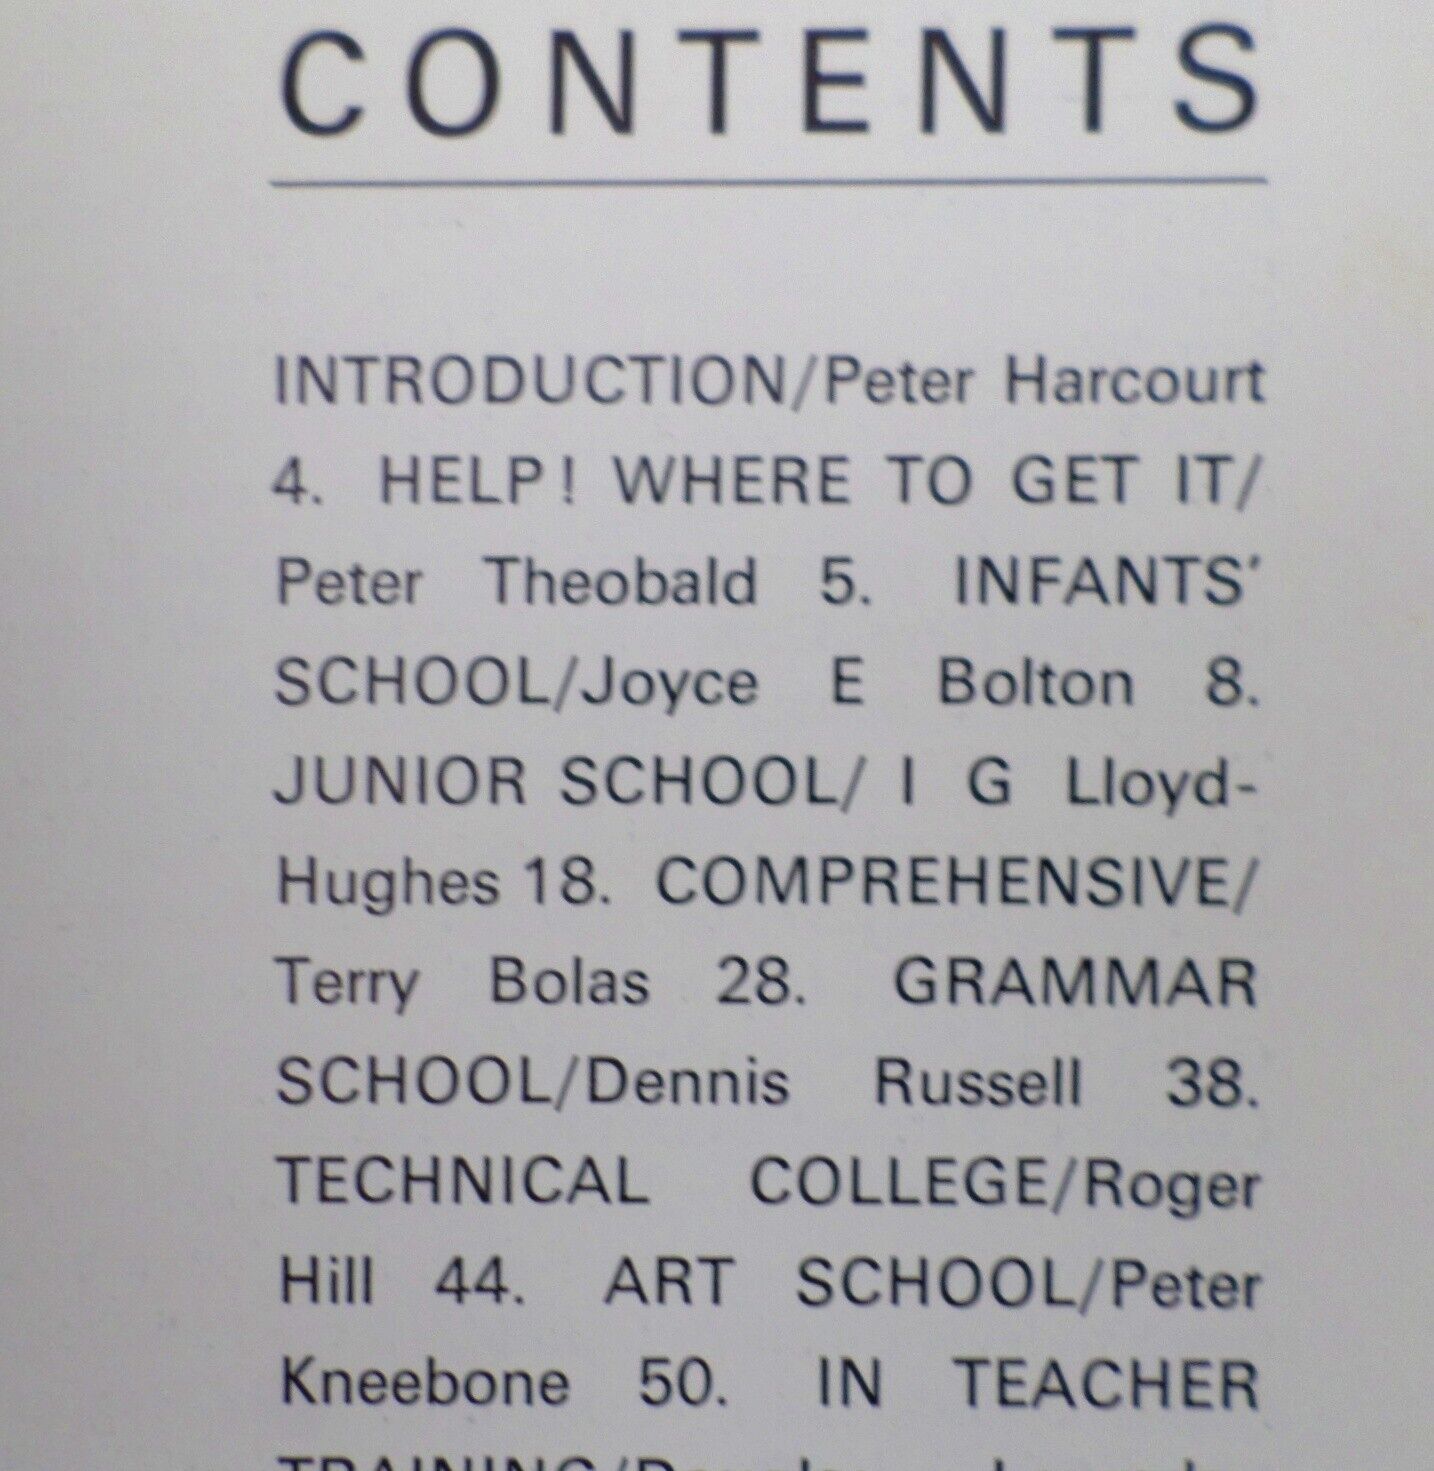 CONTENTS
INTRODUCTION/Peter Harcourt
4. HELP! WHERE TO GET IT/
Peter Theobald 5. INFANTS'
SCHOOL/Joyce E Bolton 8.
JUNIOR SCHOOL/ I G Lloyd-
Hughes 18. COMPREHENSIVE/
Terry Bolas 28. GRAMMAR
SCHOOL/Dennis Russell 38.
TECHNICAL COLLEGE/Roger
Hill 44. ART SCHOOL/Peter
Kneebone 50. IN TEACHER
TRAINING/